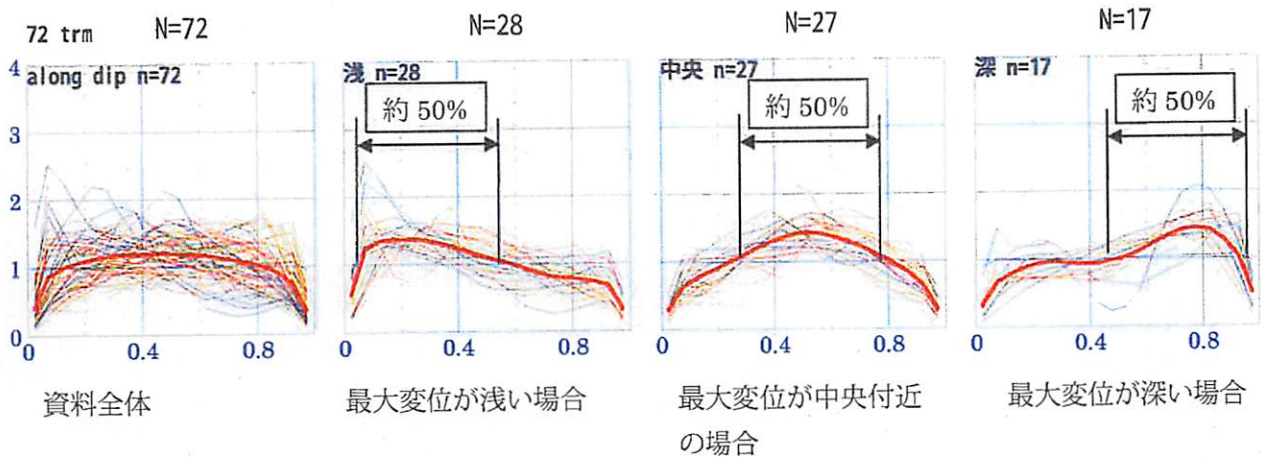 72 trm
N=72
N=28
N=27
N=17
along dip n=72
浅 n=28
中央 n=27
深 n=17
約 50%
約 50%
約 50%
4
3
2
1
0
0
0.4
0.8
0
0.4
0.8
0
0.4
0.8
0
0.4
0.8
資料全体
最大変位が浅い場合
最大変位が中央付近
の場合
最大変位が深い場合